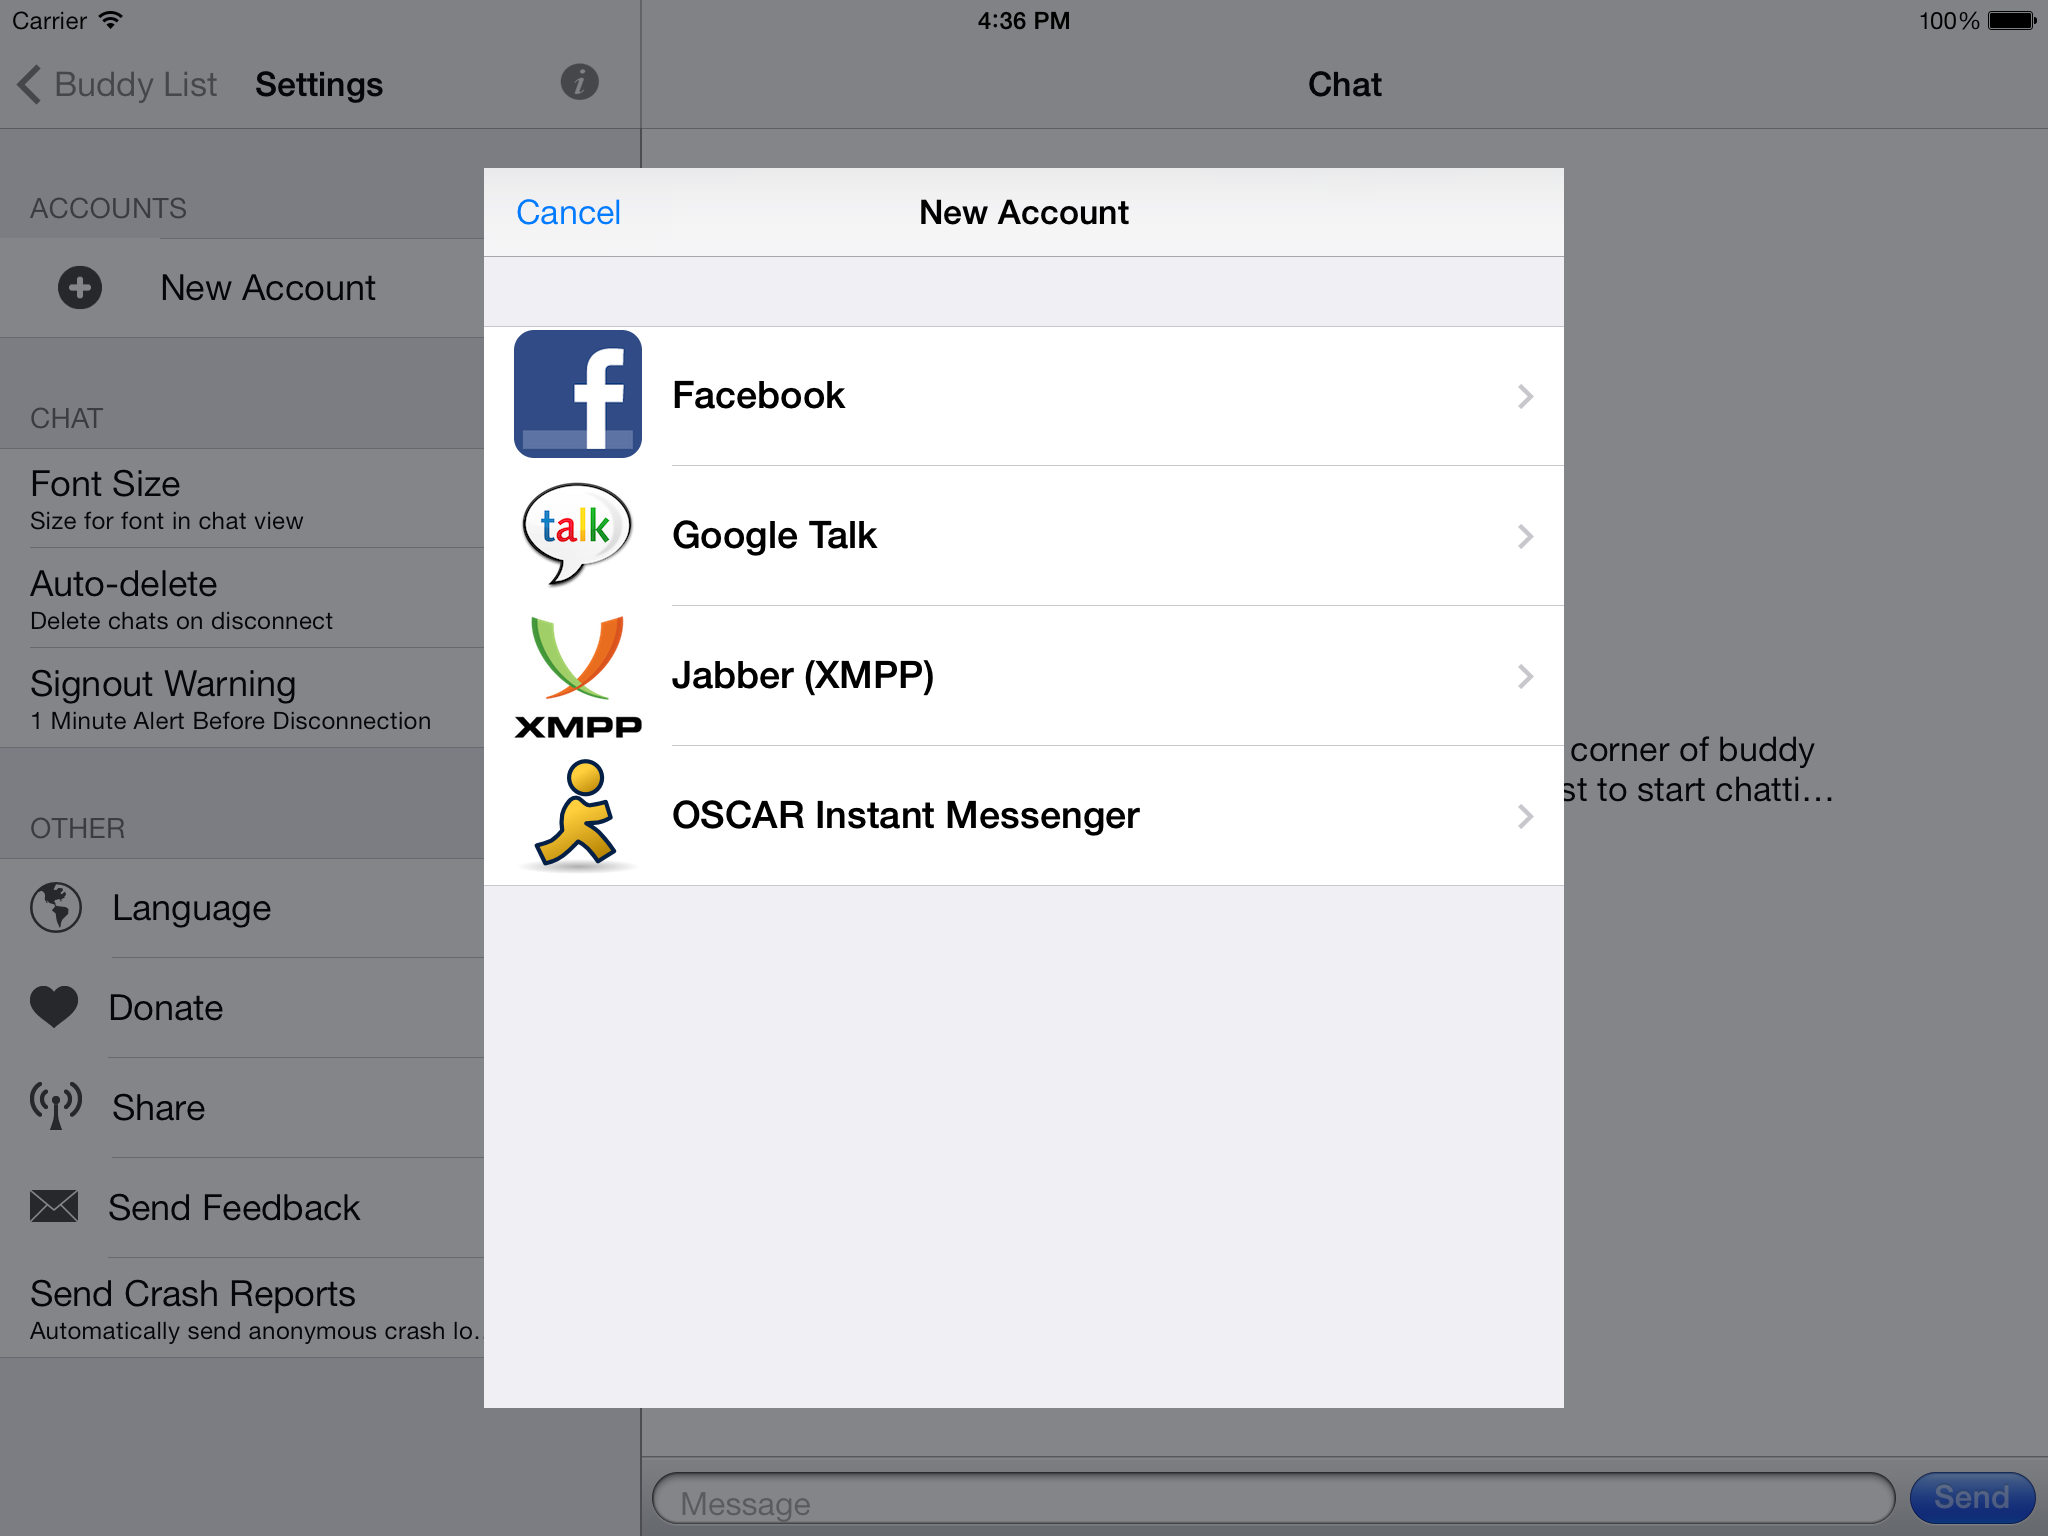 Carrier 4:36 PM 100%
Buddy List Settings Chat
ACCOUNTS
New Account
CHAT
Font Size
Size for font in chat view
Auto-delete
Delete chats on disconnect
Signout Warning
1 Minute Alert Before Disconnection
OTHER
Language
Donate
Share
Send Feedback
Send Crash Reports
Automatically send anonymous crash lo..
Cancel New Account
Facebook
talk Google Talk
Jabber (XMPP)
XMPP
OSCAR Instant Messenger
corner of buddy
st to start chatti...
Message Send